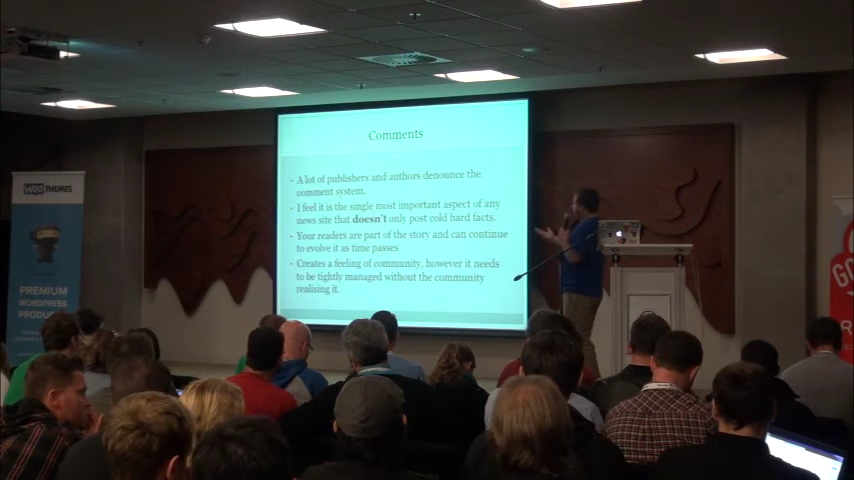 Comments
A lot of publishers and authors denounce the
comment system.
I feel it is the single most important aspect of any
news site that doesn't only post cold hard facts.
Your readers are part of the story and can continue
to evolve it as time passes
Creates a feeling of community, however it needs
to be tightly managed without the community
realising it.
WOO THEMES
PREMIUM
WORDPRESS
GO
R